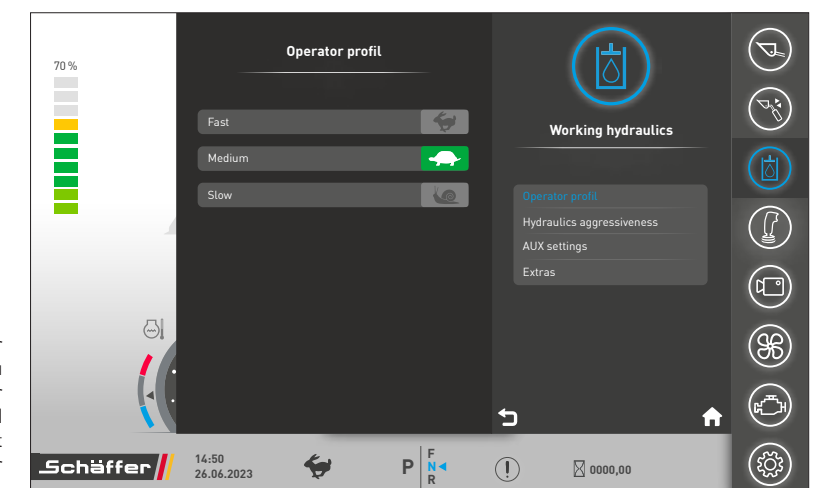 70 %
Operator profil
Fast
Medium
Slow
Working hydraulics
Operator profil
Hydraulics aggressiveness
AUX settings
Extras
Schäffer
14:50
26.06.2023
P
F
N
R
0000,00